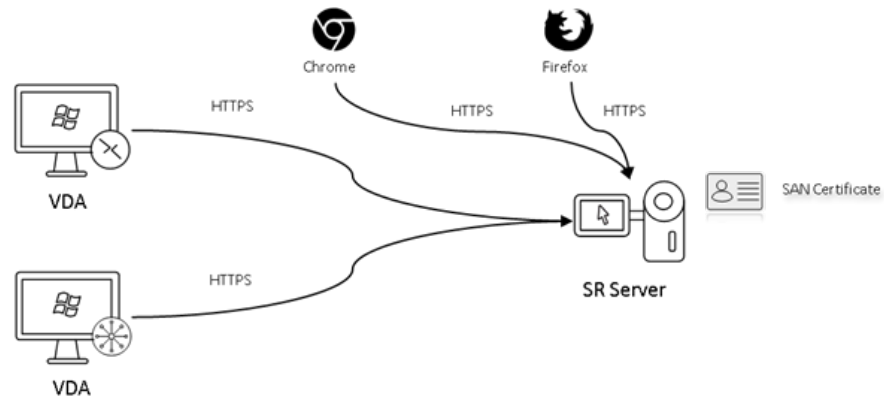 Chrome
Firefox
HTTPS
HTTPS
HTTPS
VDA
SAN Certificate
HTTPS
SR Server
VDA